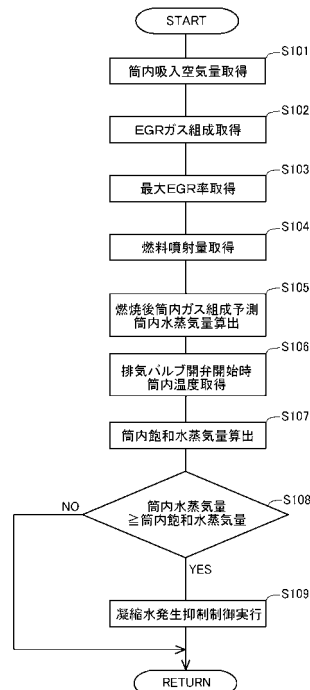 START
S101
筒内吸入空気量取得
S102
EGRガス組成取得
S103
最大EGR率取得
S104
燃料噴射量取得
S105
燃焼後筒内ガス組成予測
筒内水蒸気量算出
S106
排気バルブ開弁開始時
筒内温度取得
S107
筒内飽和水蒸気量算出
S108
筒内水蒸気量
≧筒内飽和水蒸気量
NO
YES
S109
凝縮水発生抑制制御実行
RETURN